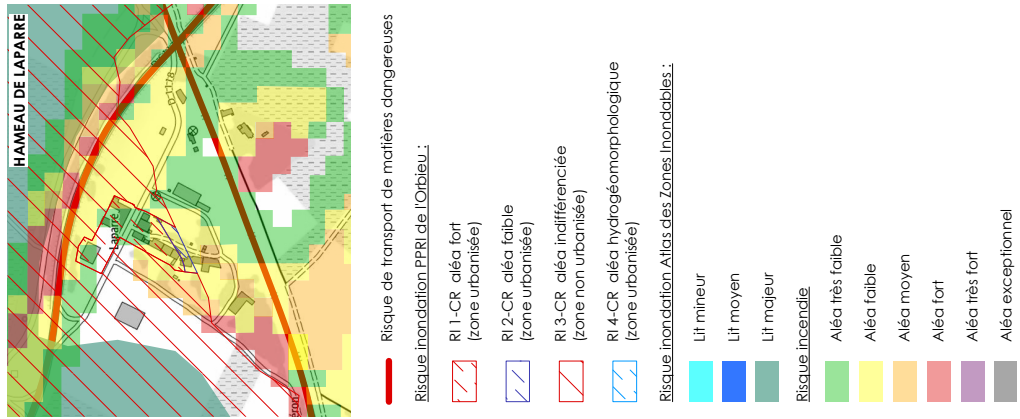 HAMEAU DE LAPARRE
D 1178
Laparré
éron
Risque de transport de matières dangereuses
Risque inondation PPRI de l'Orbieu :
RI 1-CR aléa fort
(zone urbanisée)
RI 2-CR aléa faible
(zone urbanisée)
RI 3-CR aléa indifférenciée
(zone non urbanisée)
RI 4-CR aléa hydrogéomorphologique
(zone urbanisée)
Risque inondation Atlas des Zones Inondables :
Lit mineur
Lit moyen
Lit majeur
Risque incendie
Aléa très faible
Aléa faible
Aléa moyen
Aléa fort
Aléa très fort
Aléa exceptionnel